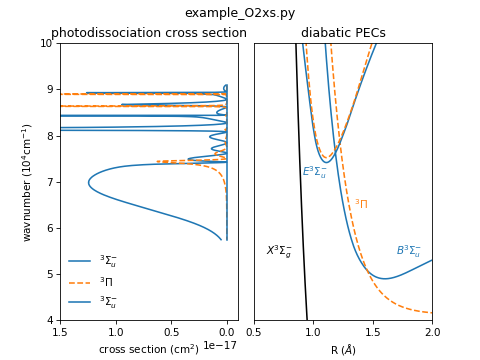 example_O2xs.py
photodissociation cross section
diabatic PECs
wavnumber (10⁴cm⁻¹)
10
9
8
7
6
5
4
³Σᵤ⁻
³Π
³Σᵤ⁻
1.5
1.0
0.5
0.0
1e−17
cross section (cm²)
E³Σᵤ⁻
³Π
X³Σg⁻
B³Σᵤ⁻
0.5
1.0
1.5
2.0
R (Å)